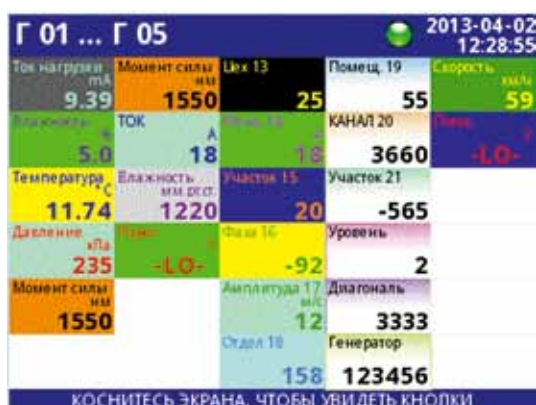 Г 01 ... Г 05
2013-04-02
12:28:55
Ток нагрузки
mA
9.39
Момент силы
нм
1550
Цех 13
25
Помещ. 19
55
Скорость
59
Влажность
%
5.0
ТОК
A
18
18
КАНАЛ 20
3660
-LO-
Температура
°C
11.74
Влажность
мм рт.ст.
1220
Участок 15
20
Участок 21
-565
Давление
кПа
235
-LO-
Фаза 16
-92
Уровень
2
Момент силы
нм
1550
Амплитуда 17
м/с
12
Диагональ
3333
Отдел 18
158
Генератор
123456
КОСНИТЕСЬ ЭКРАНА, ЧТОБЫ УВИДЕТЬ КНОПКИ